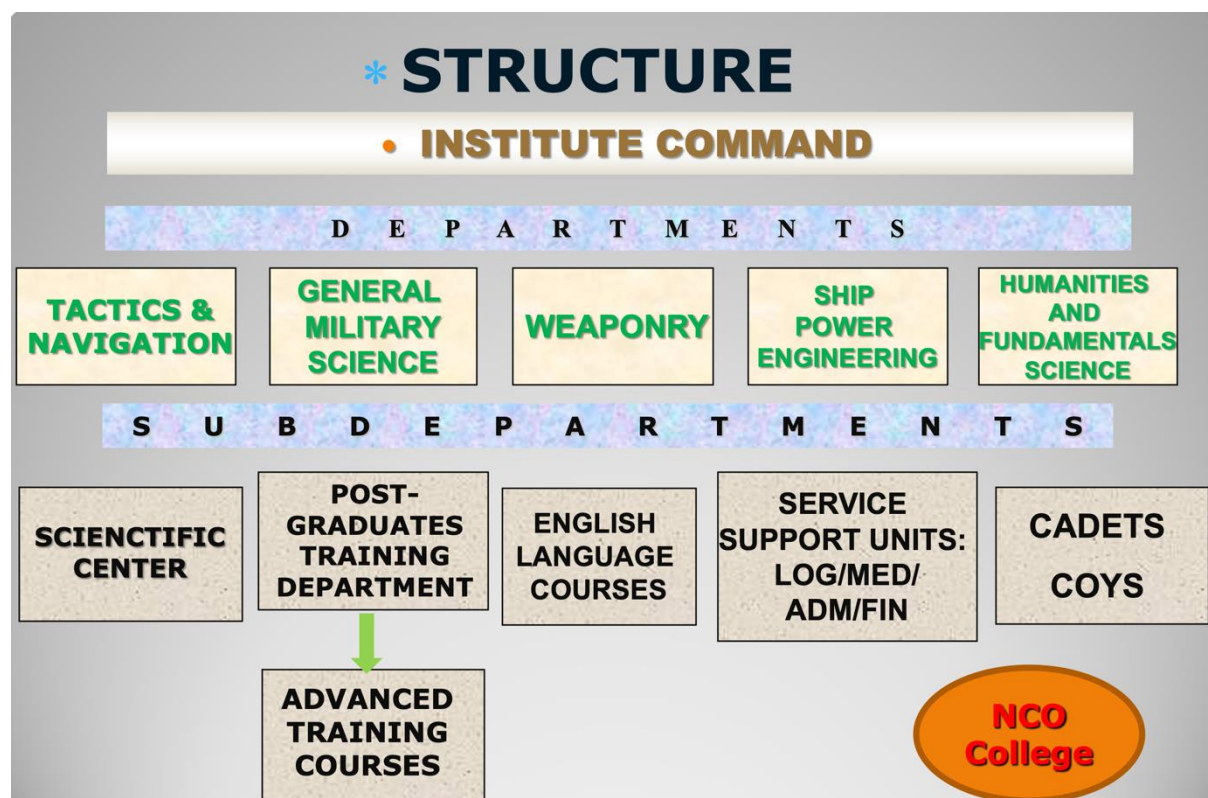 * STRUCTURE
• INSTITUTE COMMAND
D E P A R T M E N T S
TACTICS &
NAVIGATION
GENERAL
MILITARY
SCIENCE
WEAPONRY
SHIP
POWER
ENGINEERING
HUMANITIES
AND
FUNDAMENTALS
SCIENCE
S U B D E P A R T M E N T S
SCIENCTIFIC
CENTER
POST-
GRADUATES
TRAINING
DEPARTMENT
ENGLISH
LANGUAGE
COURSES
SERVICE
SUPPORT UNITS:
LOG/MED/
ADM/FIN
CADETS
COYS
ADVANCED
TRAINING
COURSES
NCO
College